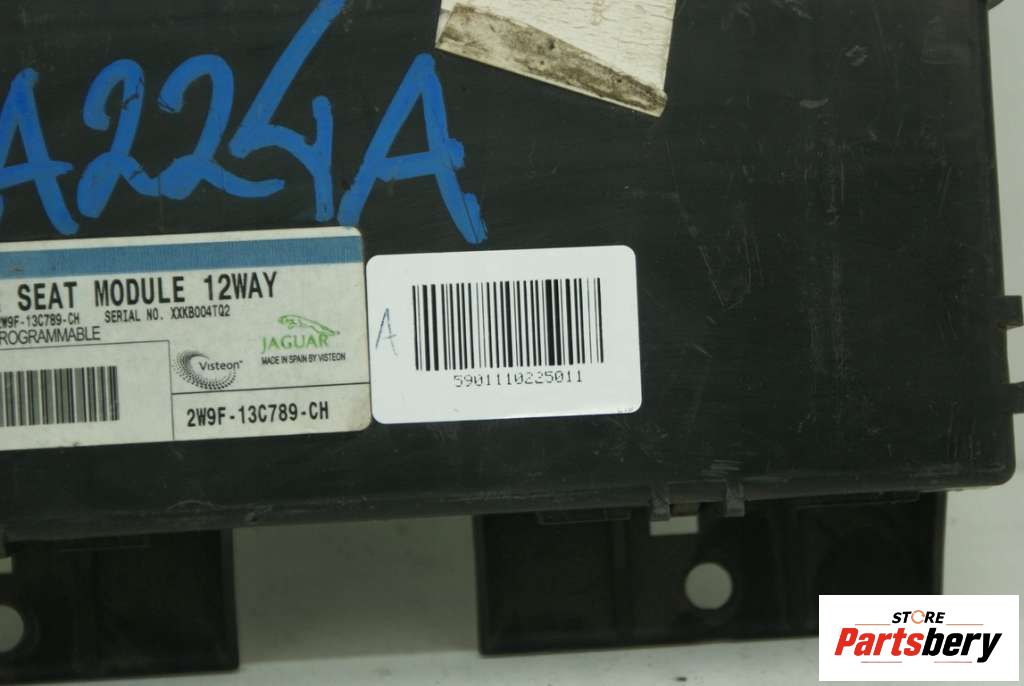 A224A
SEAT MODULE 12WAY
2W9F-13C789-CH SERIAL NO. XXKB004TQ2
ROGRAMMABLE
JAGUAR
MADE IN SPAIN BY VISTEON
Visteon
2W9F-13C789-CH
A
5901110225011
STORE
Partsbery